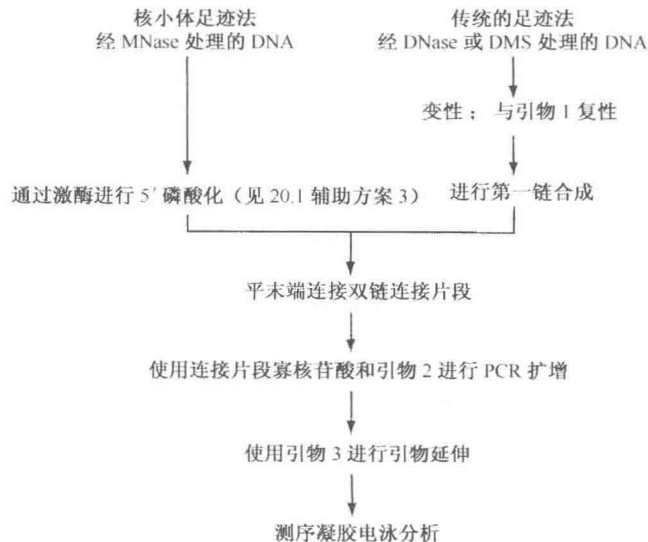 核小体足迹法
经 MNase 处理的 DNA
传统的足迹法
经 DNase 或 DMS 处理的 DNA
变性； 与引物 1 复性
通过激酶进行 5′ 磷酸化（见 20.1 辅助方案 3）
进行第一链合成
平末端连接双链连接片段
使用连接片段寡核苷酸和引物 2 进行 PCR 扩增
使用引物 3 进行引物延伸
测序凝胶电泳分析